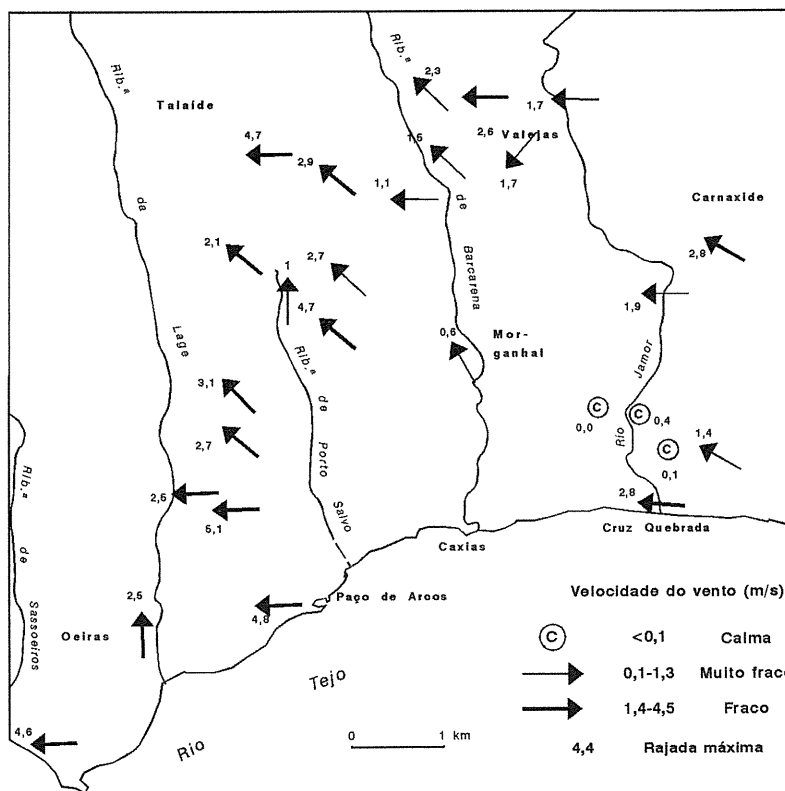 Rib.ª
da
Lage
Talaíde
Rib.ª
de
Barcarena
2,3
1,7
2,6
Valejas
1,5
1,7
4,7
2,9
1,1
Carnaxide
2,8
2,1
1
2,7
4,7
1,9
Rib.ª
de
Porto
Salvo
0,6
Mor-
ganhal
Rio
Jamor
3,1
2,7
C
0,0
C
0,4
C
0,1
1,4
2,6
5,1
2,8
Cruz Quebrada
Caxias
Rib.ª
de
Sassoeiros
2,5
Oeiras
4,8
Paço de Arcos
4,6
Rio
Tejo
0
1 km
Velocidade do vento (m/s)
C <0,1 Calma
0,1-1,3 Muito fraco
1,4-4,5 Fraco
4,4 Rajada máxima